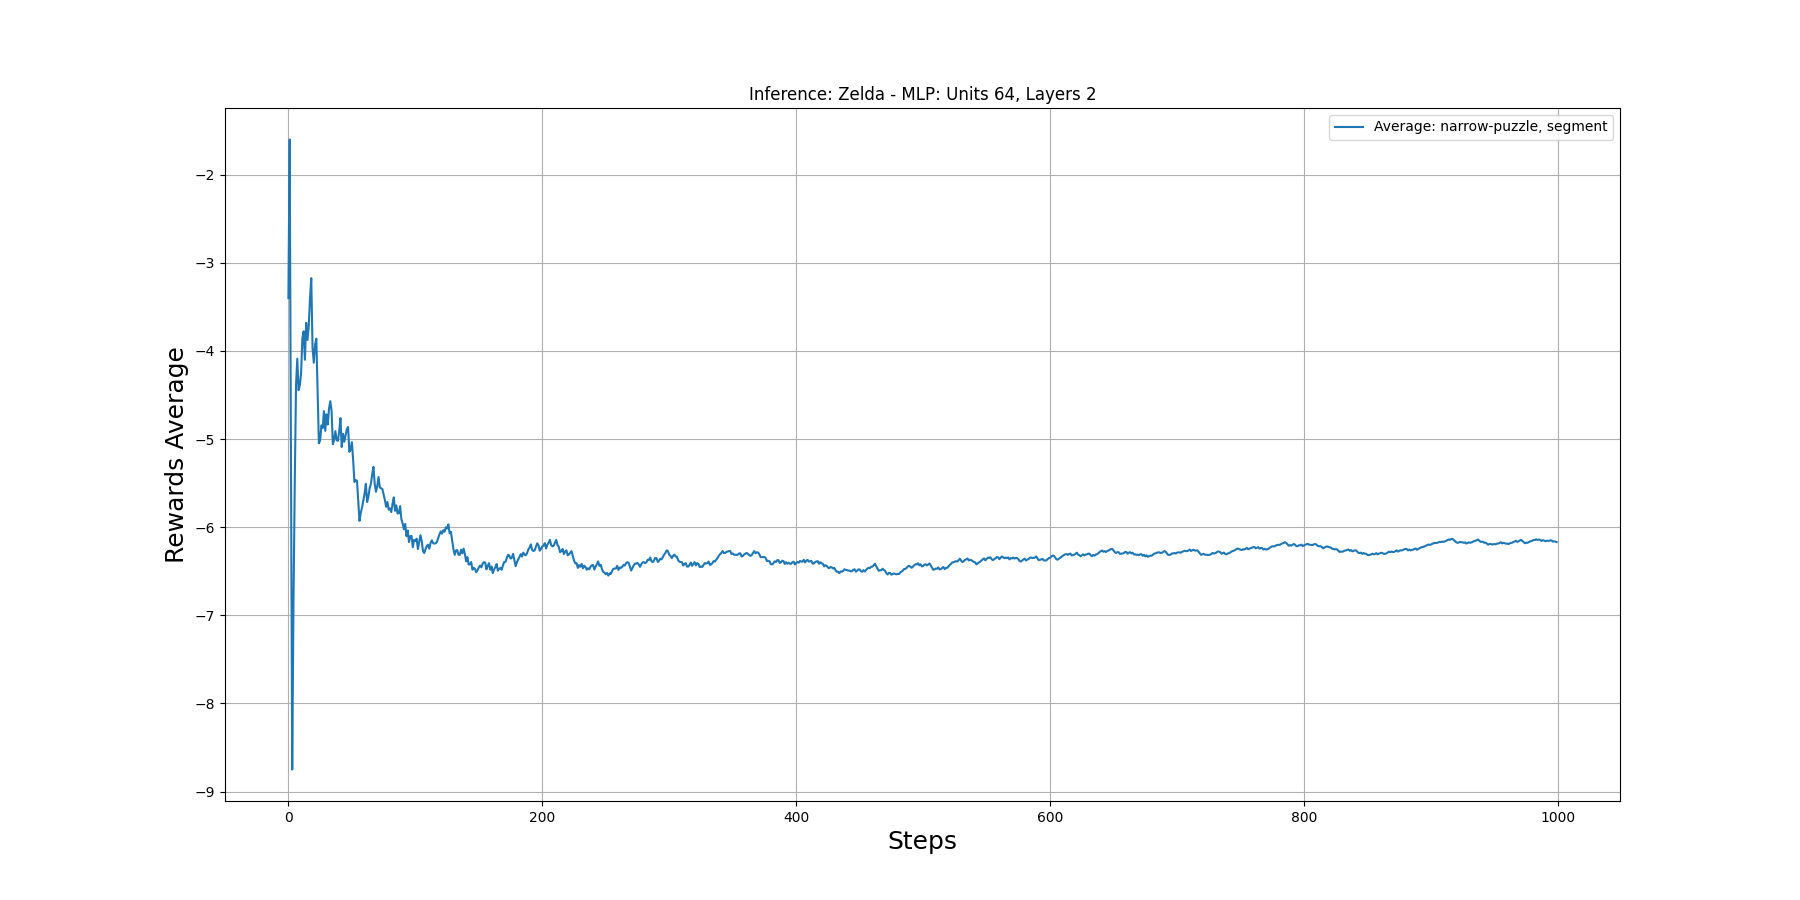 Inference: Zelda - MLP: Units 64, Layers 2
Average: narrow-puzzle, segment
Rewards Average
−2
−3
−4
−5
−6
−7
−8
−9
0 200 400 600 800 1000
Steps